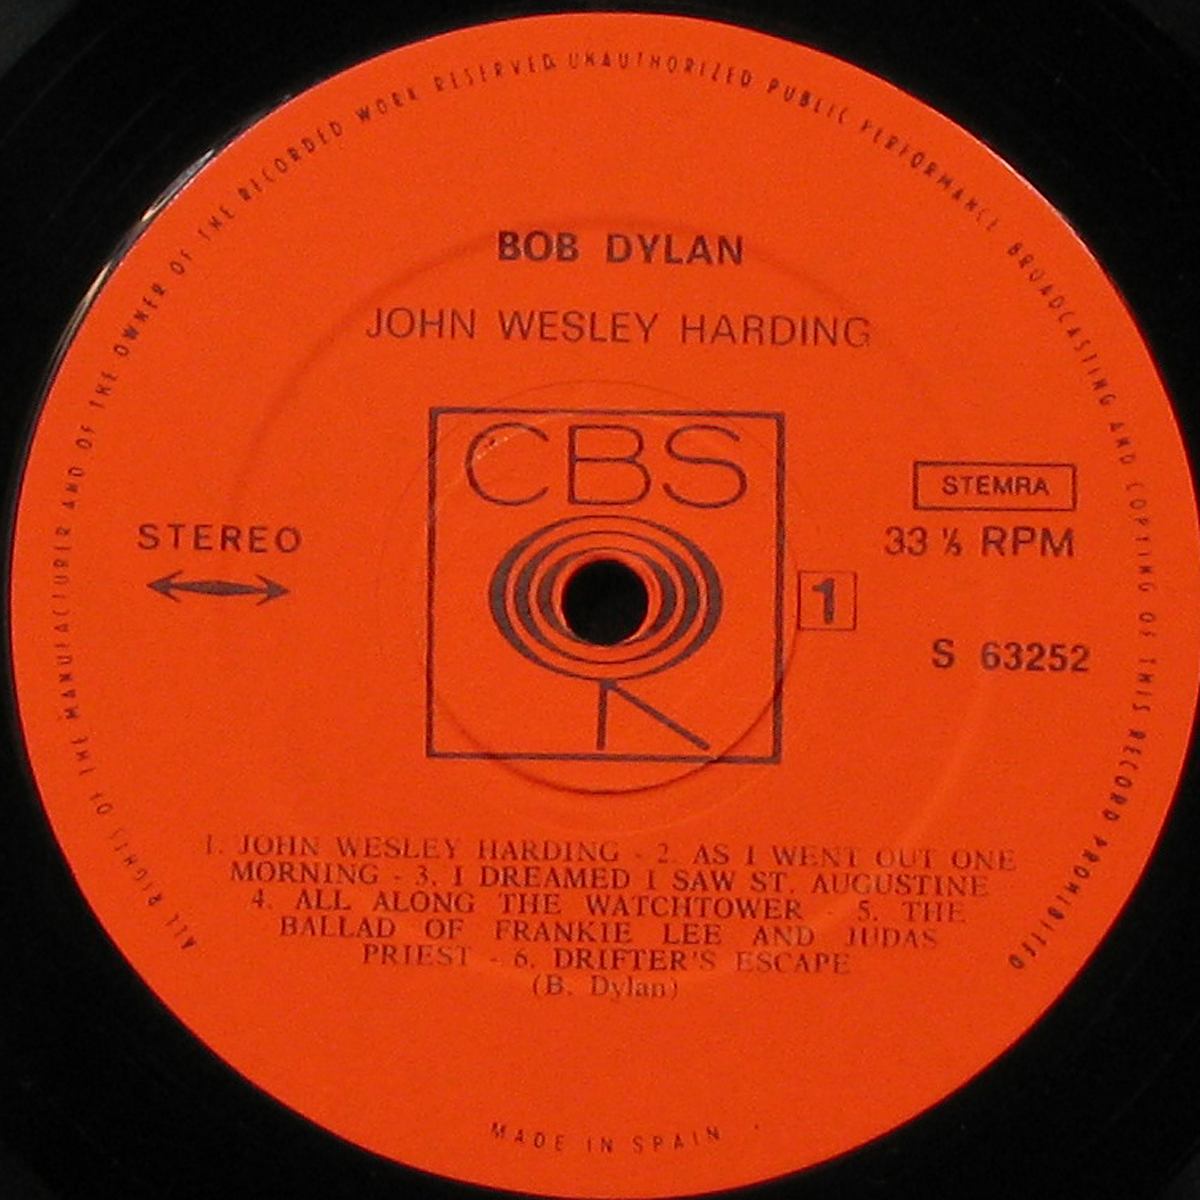 ALL RIGHTS OF THE MANUFACTURER AND OF THE OWNER OF THE RECORDED WORK RESERVED. UNAUTHORIZED PUBLIC PERFORMANCE BROADCASTING AND COPYING OF THIS RECORD PROHIBITED
BOB DYLAN
JOHN WESLEY HARDING
CBS
STEMRA
STEREO
33 ⅓ RPM
1
S 63252
1. JOHN WESLEY HARDING - 2. AS I WENT OUT ONE
MORNING - 3. I DREAMED I SAW ST. AUGUSTINE
4. ALL ALONG THE WATCHTOWER - 5. THE
BALLAD OF FRANKIE LEE AND JUDAS
PRIEST - 6. DRIFTER'S ESCAPE
(B. Dylan)
MADE IN SPAIN